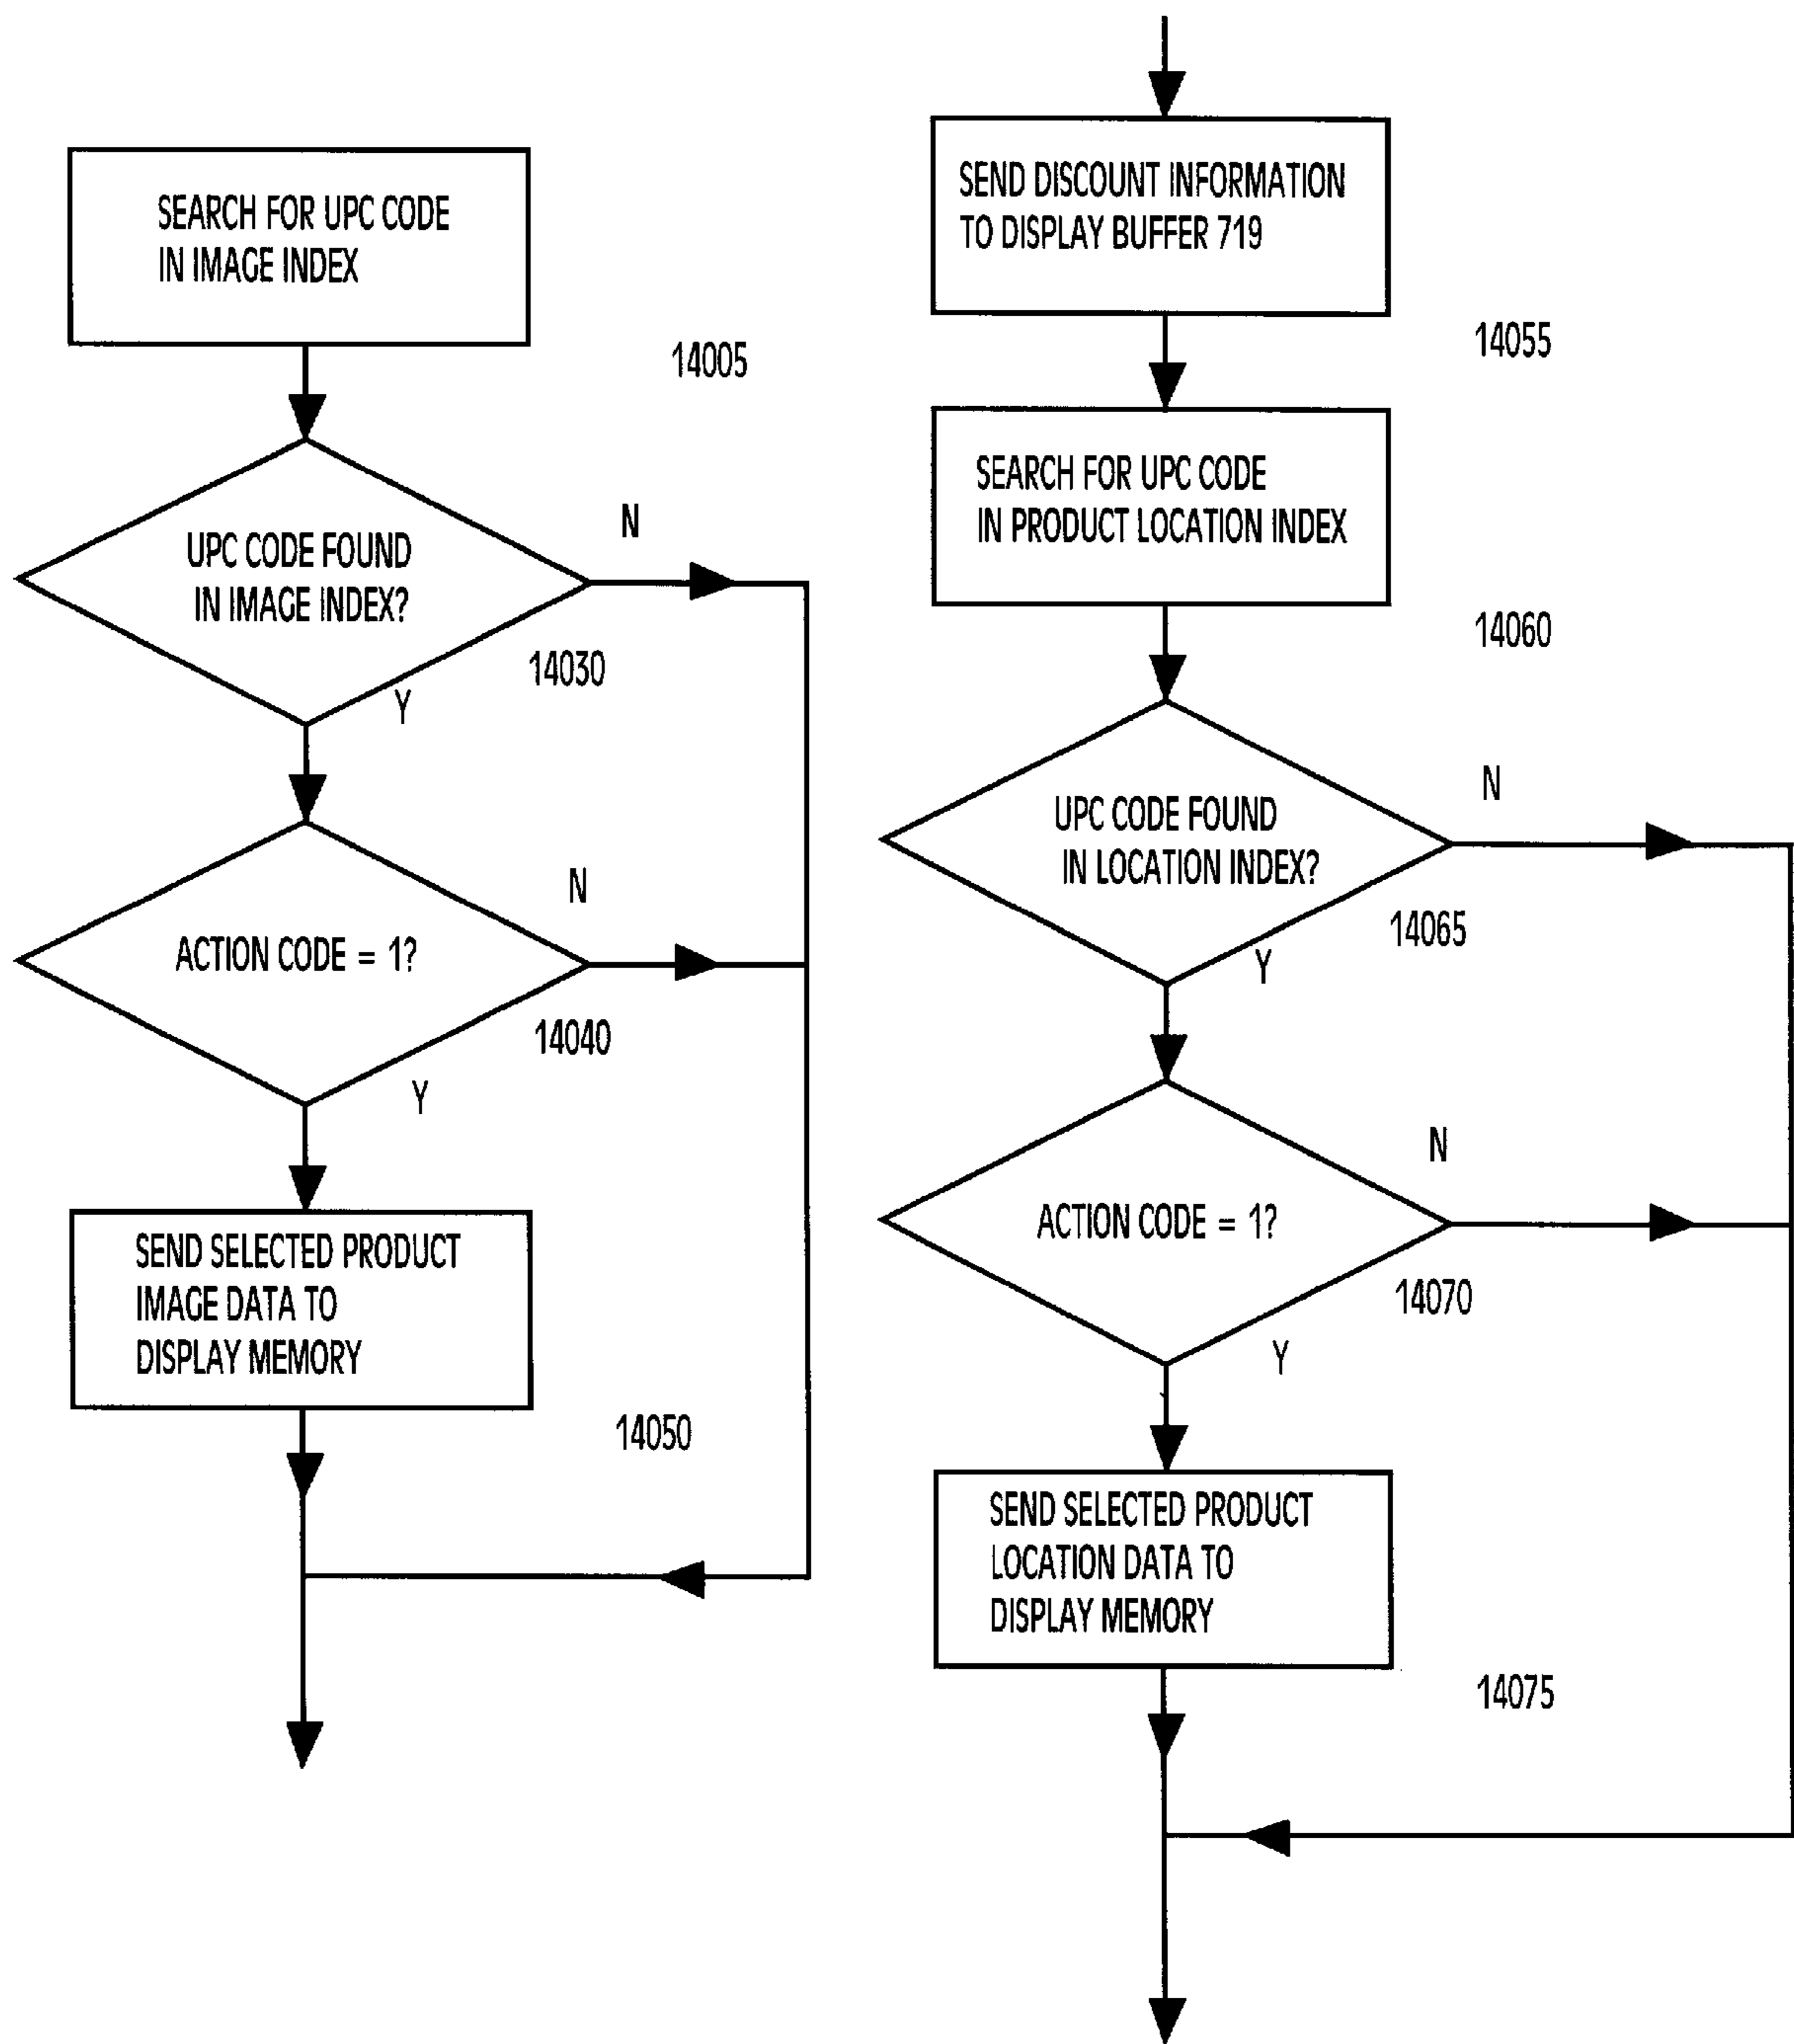 SEARCH FOR UPC CODE
IN IMAGE INDEX
14005
UPC CODE FOUND
IN IMAGE INDEX?
N
14030
Y
ACTION CODE = 1?
N
14040
Y
SEND SELECTED PRODUCT
IMAGE DATA TO
DISPLAY MEMORY
14050
SEND DISCOUNT INFORMATION
TO DISPLAY BUFFER 719
14055
SEARCH FOR UPC CODE
IN PRODUCT LOCATION INDEX
14060
UPC CODE FOUND
IN LOCATION INDEX?
N
14065
Y
ACTION CODE = 1?
N
14070
Y
SEND SELECTED PRODUCT
LOCATION DATA TO
DISPLAY MEMORY
14075